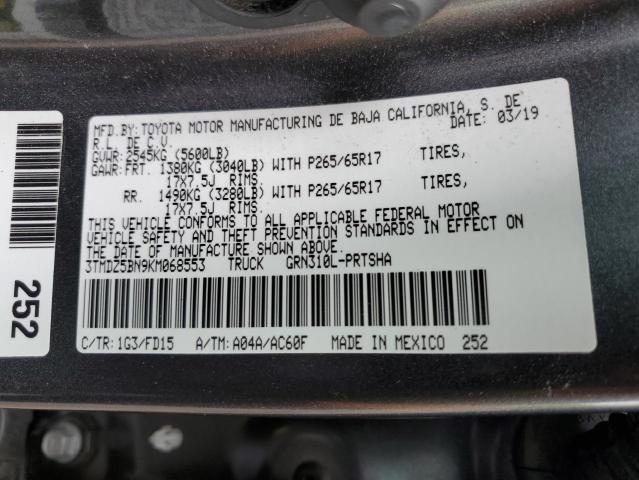 MFD.BY:TOYOTA MOTOR MANUFACTURING DE BAJA CALIFORNIA, S. DE
R.L. DE C.V. DATE: 03/19
GVWR:2545KG (5600LB)
GAWR:FRT. 1380KG (3040LB) WITH P265/65R17 TIRES,
17X7.5J RIMS.
RR. 1490KG (3280LB) WITH P265/65R17 TIRES,
17X7.5J RIMS.
THIS VEHICLE CONFORMS TO ALL APPLICABLE FEDERAL MOTOR
VEHICLE SAFETY AND THEFT PREVENTION STANDARDS IN EFFECT ON
THE DATE OF MANUFACTURE SHOWN ABOVE.
3TMDZ5BN9KM068553 TRUCK GRN310L-PRTSHA
C/TR:1G3/FD15 A/TM:A04A/AC60F MADE IN MEXICO 252
252